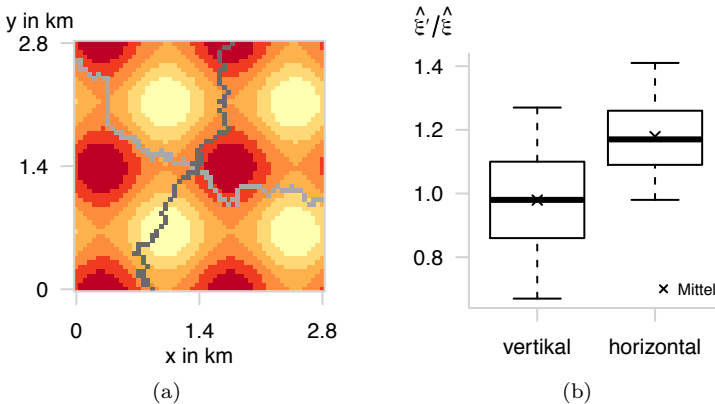 y in km
2.8
1.4
0
0 1.4 2.8
x in km
(a)
ξ̂′/ξ̂
1.4
1.2
1.0
0.8
× Mittel
vertikal horizontal
(b)